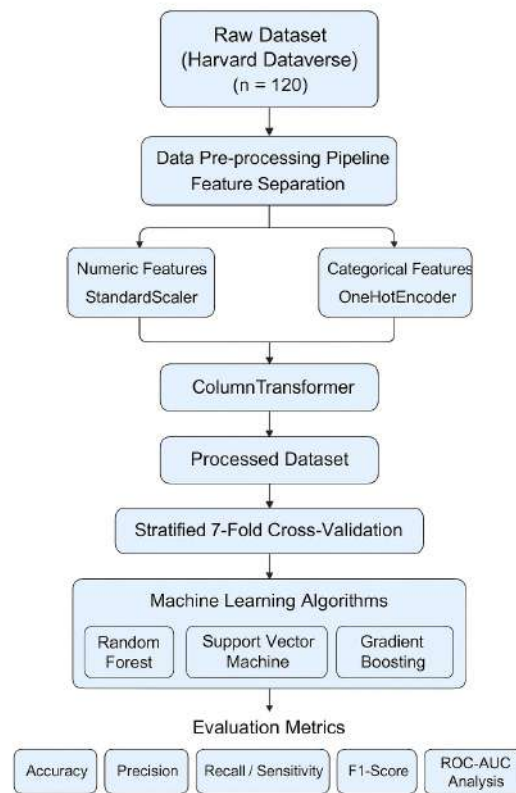 Raw Dataset
(Harvard Dataverse)
(n = 120)
Data Pre-processing Pipeline
Feature Separation
Numeric Features
StandardScaler
Categorical Features
OneHotEncoder
ColumnTransformer
Processed Dataset
Stratified 7-Fold Cross-Validation
Machine Learning Algorithms
Random
Forest
Support Vector
Machine
Gradient
Boosting
Evaluation Metrics
Accuracy
Precision
Recall / Sensitivity
F1-Score
ROC-AUC
Analysis